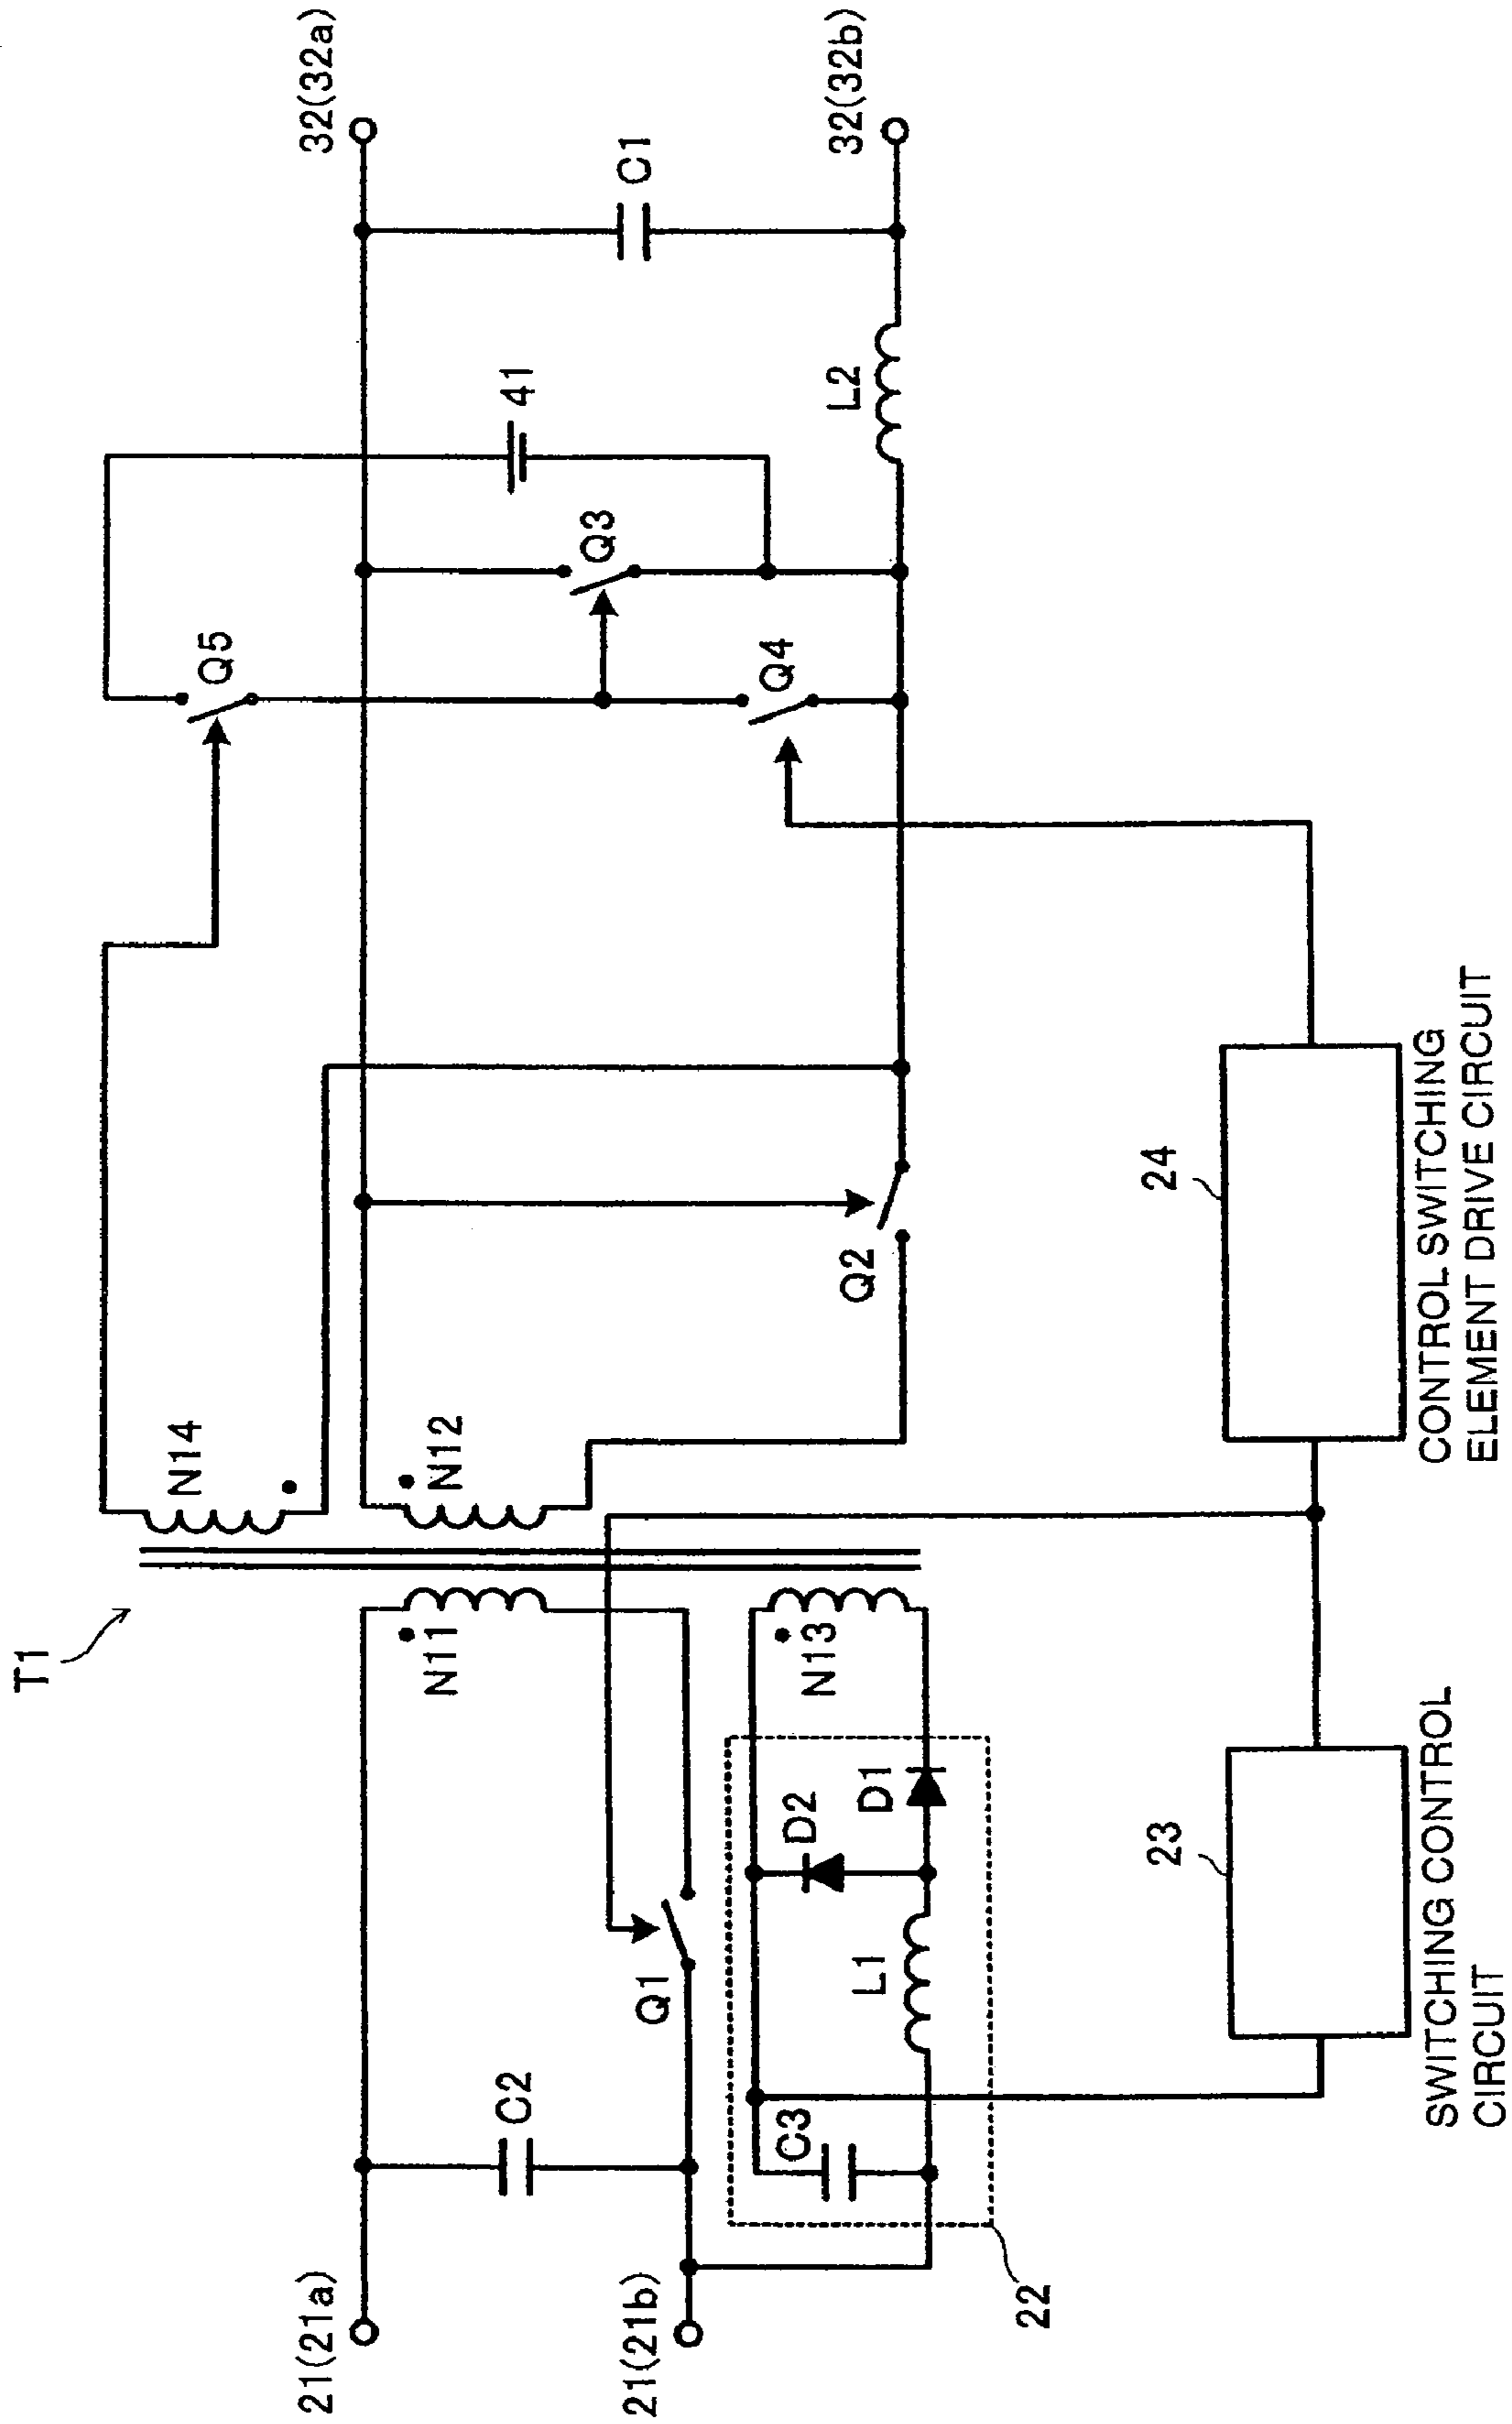 T1
21(21a)
21(21b)
C2
Q1
N11
N13
C3
L1
D2
D1
22
23
SWITCHING CONTROL
CIRCUIT
N14
N12
Q2
24
CONTROL SWITCHING
ELEMENT DRIVE CIRCUIT
Q5
Q4
Q3
41
L2
C1
32(32a)
32(32b)